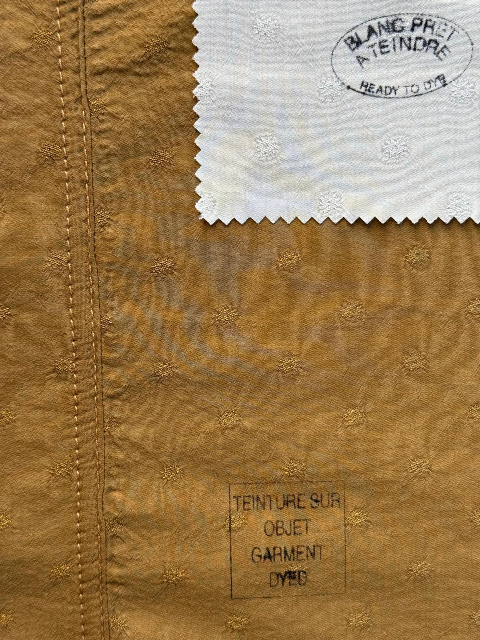 BLANC PRET
A TEINDRE
READY TO DYE
TEINTURE SUR
OBJET
GARMENT
DYED